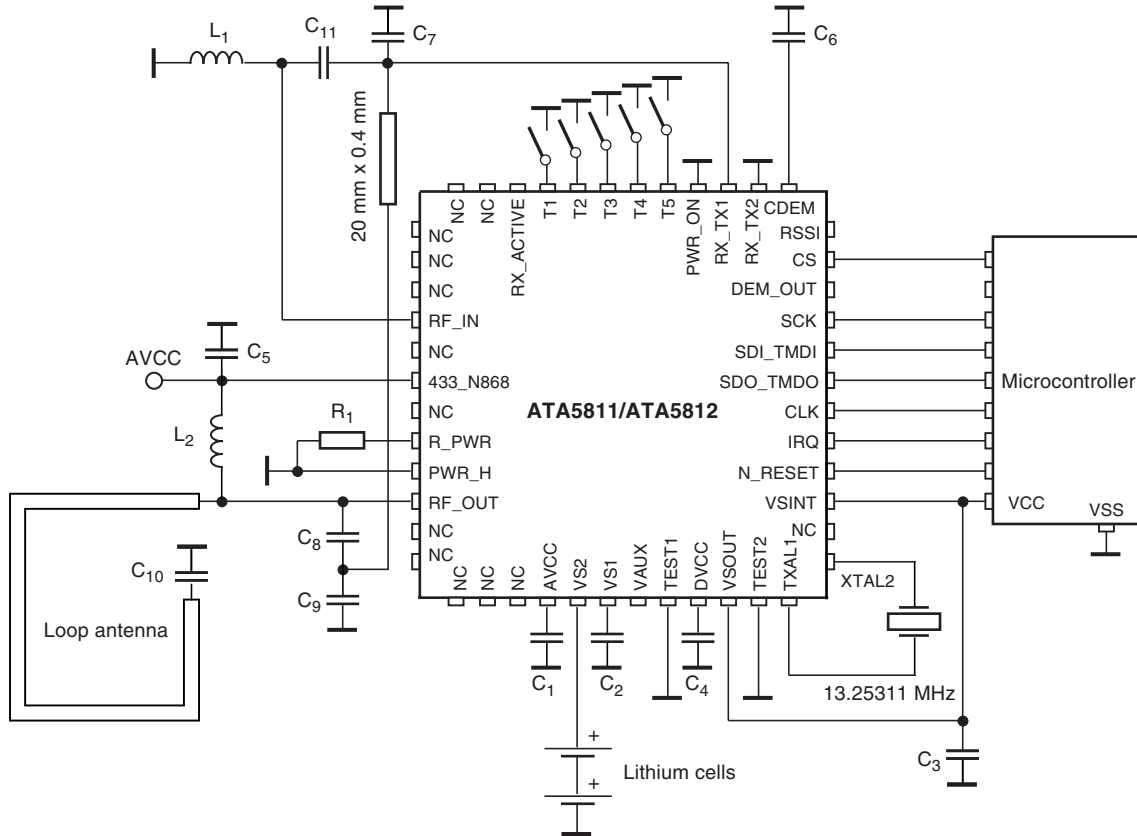 L1
C11
C7
C6
20 mm x 0.4 mm
NC
NC
RX_ACTIVE
T1
T2
T3
T4
T5
PWR_ON
RX_TX1
RX_TX2
CDEM
NC
NC
NC
RF_IN
NC
433_N868
NC
R_PWR
PWR_H
RF_OUT
NC
NC
AVCC
C5
L2
R1
ATA5811/ATA5812
RSSI
CS
DEM_OUT
SCK
SDI_TMDI
SDO_TMDO
CLK
IRQ
N_RESET
VSINT
NC
XTAL2
Microcontroller
VCC
VSS
C8
C9
C10
Loop antenna
NC
NC
NC
AVCC
VS2
VS1
VAUX
TEST1
DVCC
VSOUT
TEST2
TXAL1
C1
C2
C4
13.25311 MHz
C3
+
+
Lithium cells